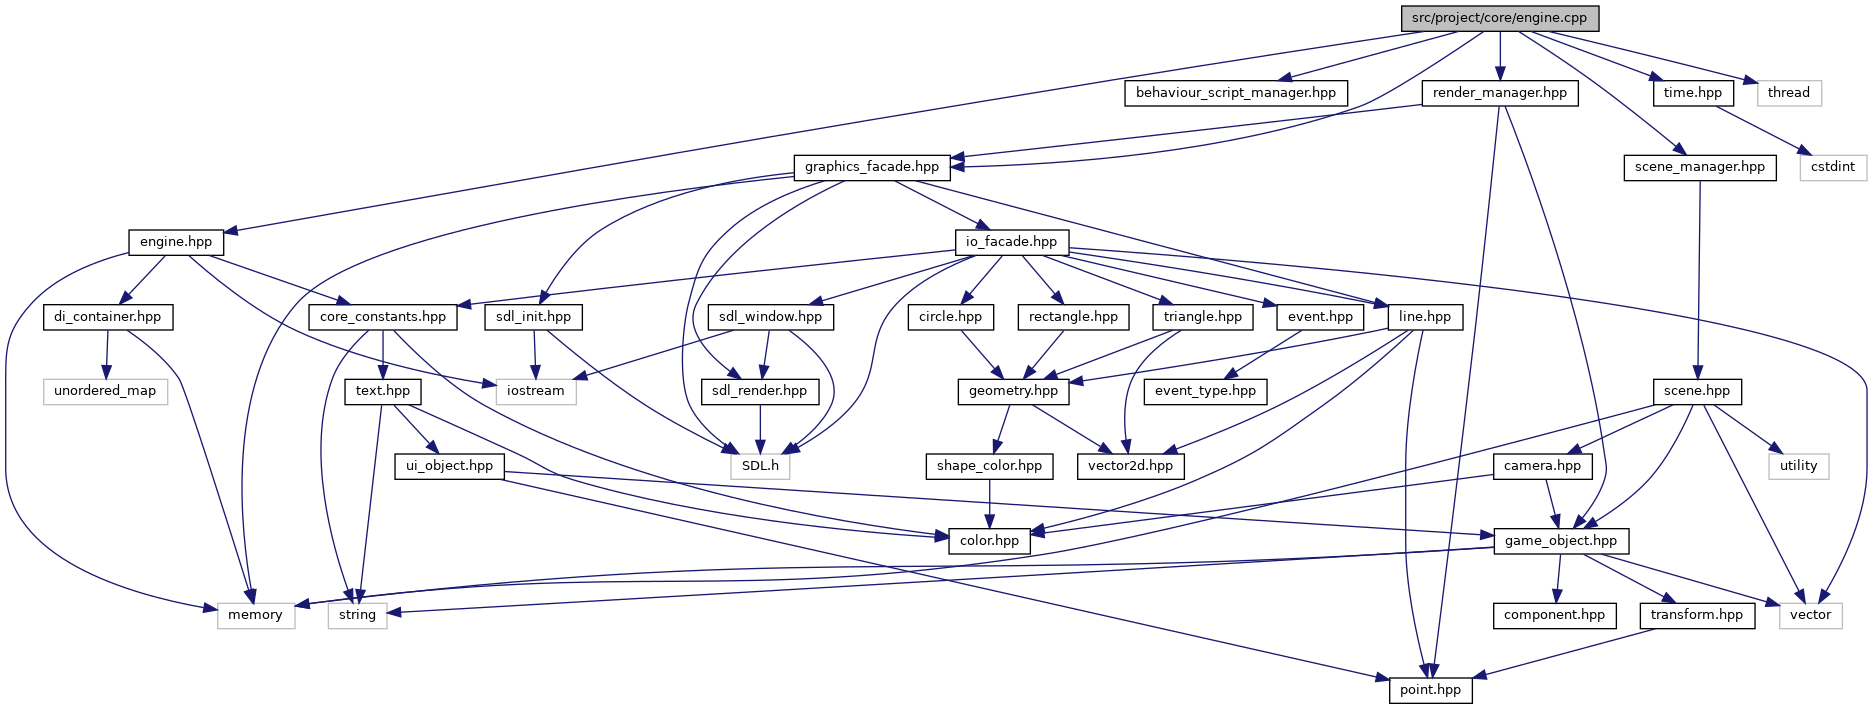 src/project/core/engine.cpp
behaviour_script_manager.hpp
render_manager.hpp
time.hpp
thread
graphics_facade.hpp
scene_manager.hpp
cstdint
engine.hpp
io_facade.hpp
di_container.hpp
core_constants.hpp
sdl_init.hpp
sdl_window.hpp
circle.hpp
rectangle.hpp
triangle.hpp
event.hpp
line.hpp
unordered_map
text.hpp
iostream
sdl_render.hpp
geometry.hpp
event_type.hpp
scene.hpp
ui_object.hpp
SDL.h
shape_color.hpp
vector2d.hpp
camera.hpp
utility
color.hpp
game_object.hpp
memory
string
component.hpp
transform.hpp
vector
point.hpp